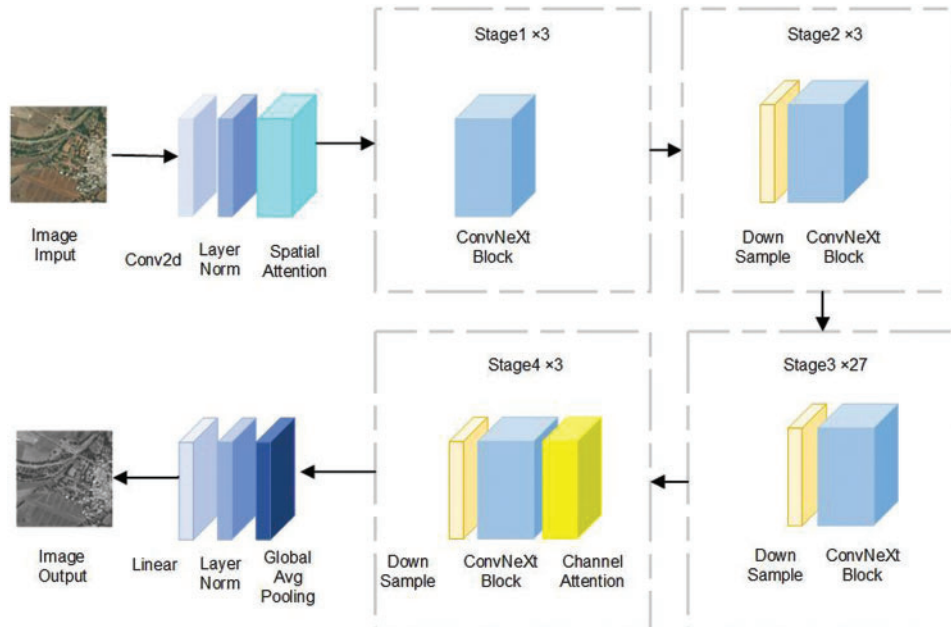 Stage1 ×3
Stage2 ×3
Image
Imput
Conv2d
Layer
Norm
Spatial
Attention
ConvNeXt
Block
Down
Sample
ConvNeXt
Block
Stage4 ×3
Stage3 ×27
Image
Output
Linear
Layer
Norm
Global
Avg
Pooling
Down
Sample
ConvNeXt
Block
Channel
Attention
Down
Sample
ConvNeXt
Block